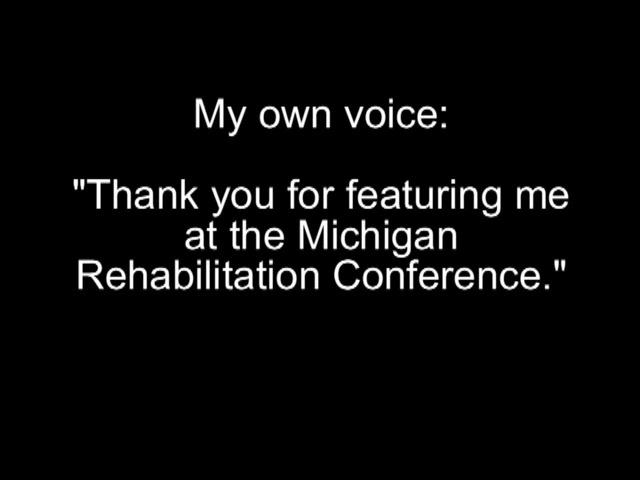 My own voice:
"Thank you for featuring me
at the Michigan
Rehabilitation Conference."